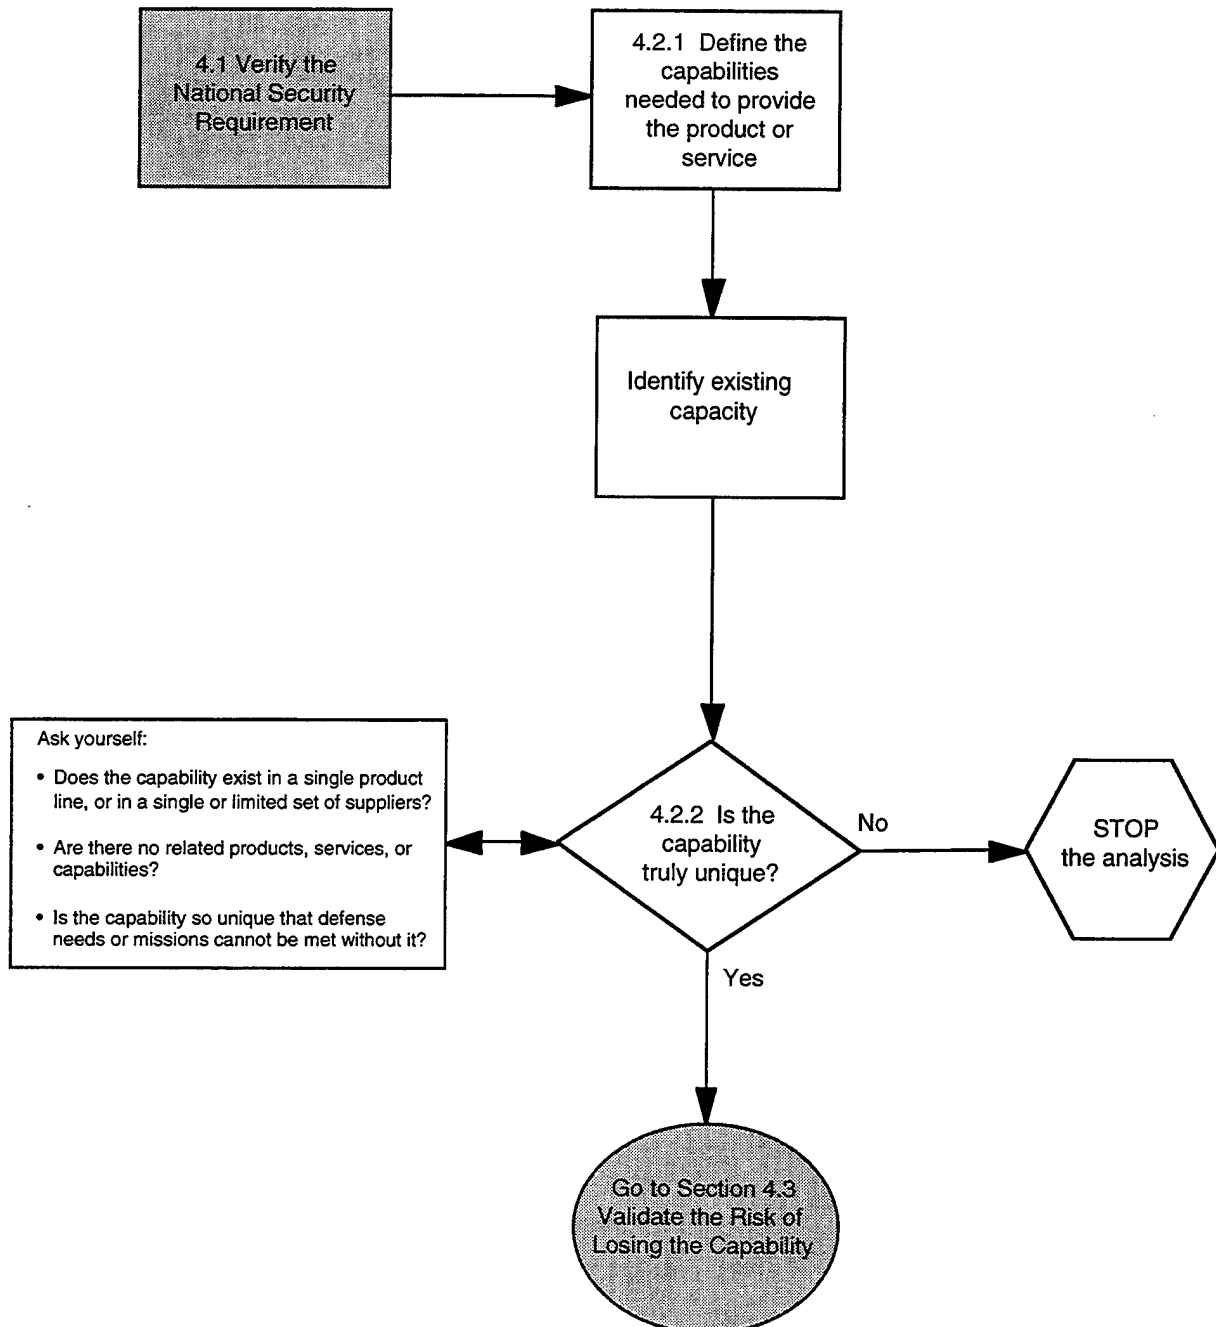 4.1 Verify the
National Security
Requirement
4.2.1 Define the
capabilities
needed to provide
the product or
service
Identify existing
capacity
Ask yourself:
• Does the capability exist in a single product
line, or in a single or limited set of suppliers?
• Are there no related products, services, or
capabilities?
• Is the capability so unique that defense
needs or missions cannot be met without it?
4.2.2 Is the
capability
truly unique?
No
STOP
the analysis
Yes
Go to Section 4.3
Validate the Risk of
Losing the Capability